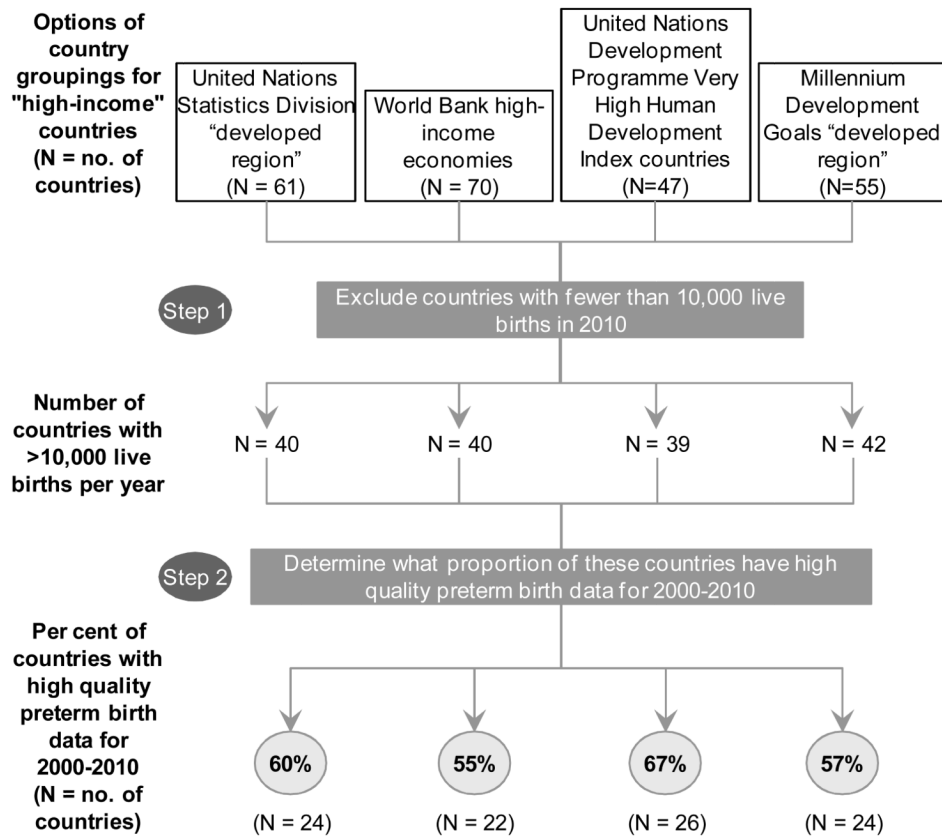 Options of
country
groupings for
"high-income"
countries
(N = no. of
countries)
United Nations
Statistics Division
“developed
region”
(N = 61)
World Bank high-
income
economies
(N = 70)
United Nations
Development
Programme Very
High Human
Development
Index countries
(N=47)
Millennium
Development
Goals “developed
region”
(N=55)
Step 1
Exclude countries with fewer than 10,000 live
births in 2010
Number of
countries with
>10,000 live
births per year
N = 40
N = 40
N = 39
N = 42
Step 2
Determine what proportion of these countries have high
quality preterm birth data for 2000-2010
Per cent of
countries with
high quality
preterm birth
data for
2000-2010
(N = no. of
countries)
60%
55%
67%
57%
(N = 24)
(N = 22)
(N = 26)
(N = 24)